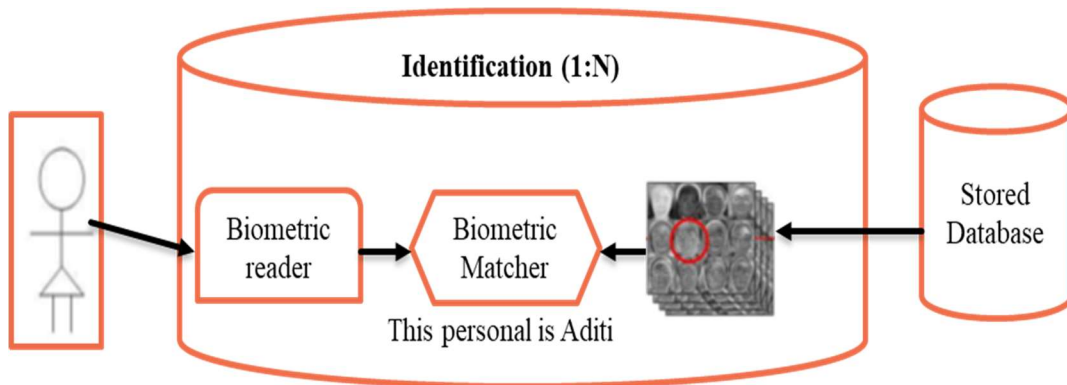 Identification (1:N)
Biometric
reader
Biometric
Matcher
This personal is Aditi
Stored
Database